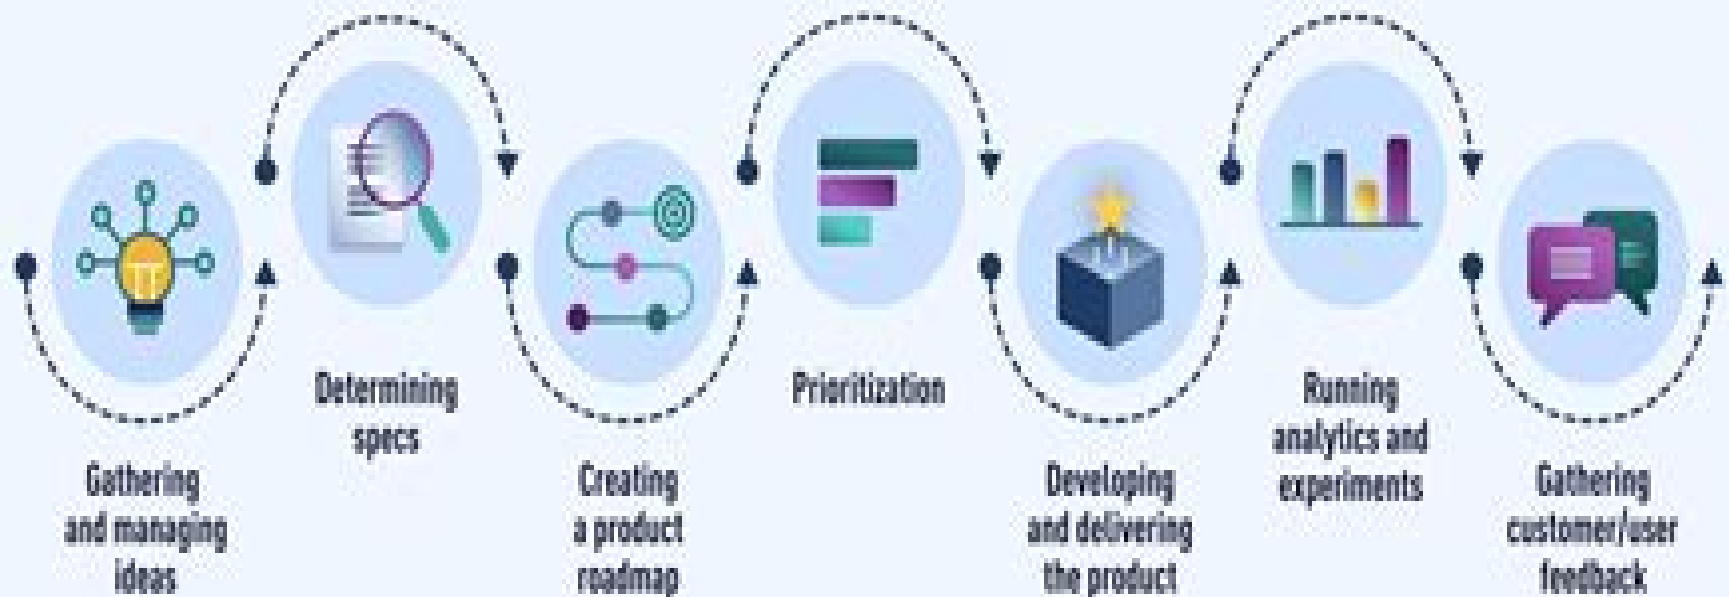 Gathering
and managing
ideas
Determining
specs
Creating
a product
roadmap
Prioritization
Developing
and delivering
the product
Running
analytics and
experiments
Gathering
customer/user
feedback